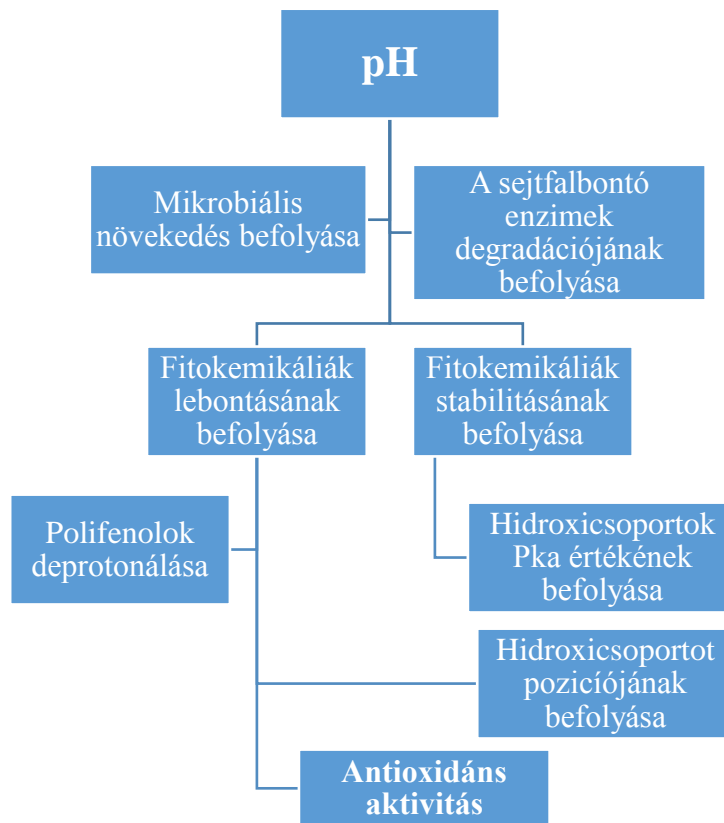 pH
Mikrobiális
növekedés befolyása
A sejtfalbontó
enzimek
degradációjának
befolyása
Fitokemikáliák
lebontásának
befolyása
Fitokemikáliák
stabilitásának
befolyása
Polifenolok
deprotonálása
Hidroxicsoportok
Pka értékének
befolyása
Hidroxicsoportot
pozicíójának
befolyása
Antioxidáns
aktivitás